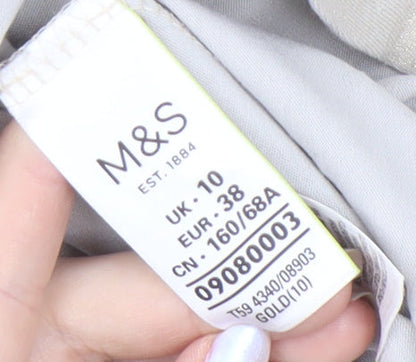 M&S
EST. 1884
UK · 10
EUR · 38
CN · 160/68A
09080003
T59 4340/08903
GOLD(10)